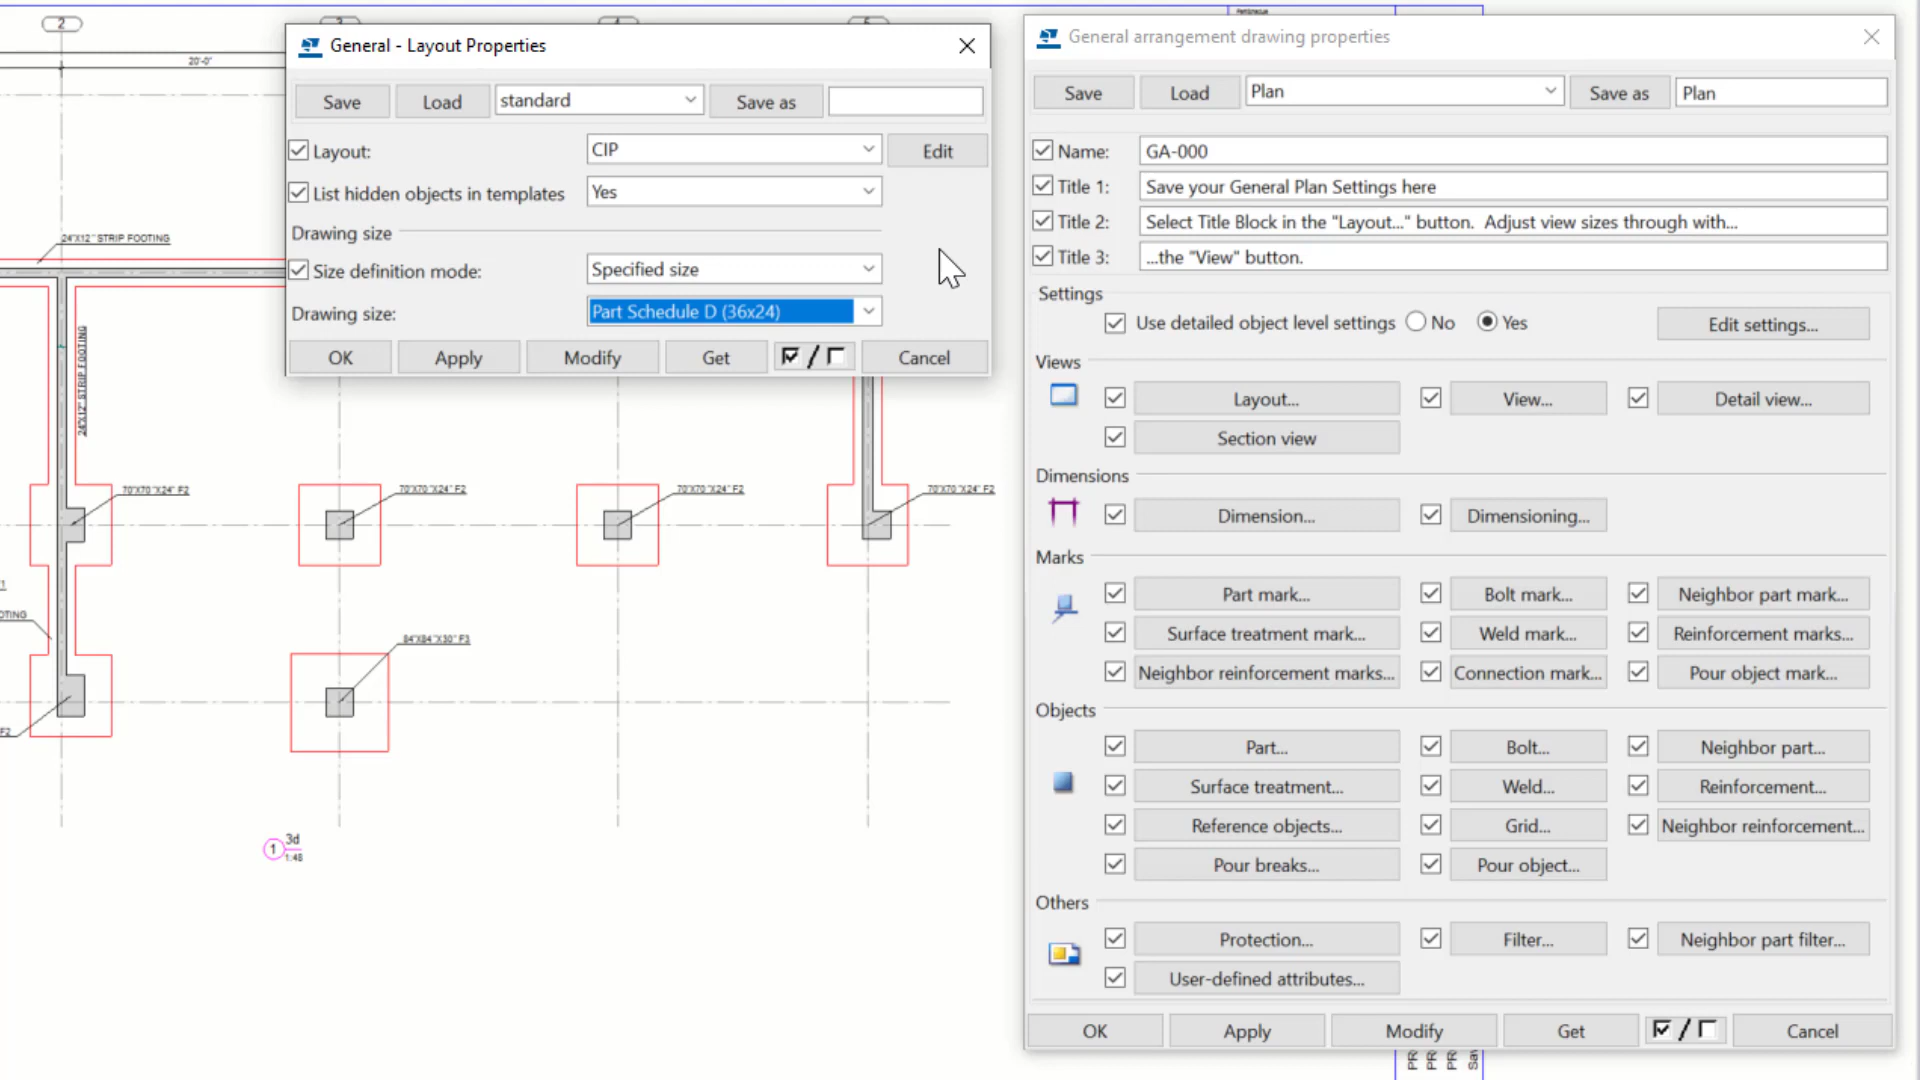 2
3
4
5
20'-0"
24"X12" STRIP FOOTING
24"X12" STRIP FOOTING
70"X70"X24" F2
70"X70"X24" F2
70"X70"X24" F2
70"X70"X24" F2
84"X84"X30" F3
F2
1
3d
1:48
General - Layout Properties
Save
Load
standard
Save as
Layout:
CIP
Edit
List hidden objects in templates
Yes
Drawing size
Size definition mode:
Specified size
Drawing size:
Part Schedule D (36x24)
OK
Apply
Modify
Get
/
Cancel
General arrangement drawing properties
Save
Load
Plan
Save as
Plan
Name:
GA-000
Title 1:
Save your General Plan Settings here
Title 2:
Select Title Block in the "Layout..." button.  Adjust view sizes through with...
Title 3:
...the "View" button.
Settings
Use detailed object level settings
No
Yes
Edit settings...
Views
Layout...
View...
Detail view...
Section view
Dimensions
Dimension...
Dimensioning...
Marks
Part mark...
Bolt mark...
Neighbor part mark...
Surface treatment mark...
Weld mark...
Reinforcement marks...
Neighbor reinforcement marks...
Connection mark...
Pour object mark...
Objects
Part...
Bolt...
Neighbor part...
Surface treatment...
Weld...
Reinforcement...
Reference objects...
Grid...
Neighbor reinforcement...
Pour breaks...
Pour object...
Others
Protection...
Filter...
Neighbor part filter...
User-defined attributes...
OK
Apply
Modify
Get
/
Cancel